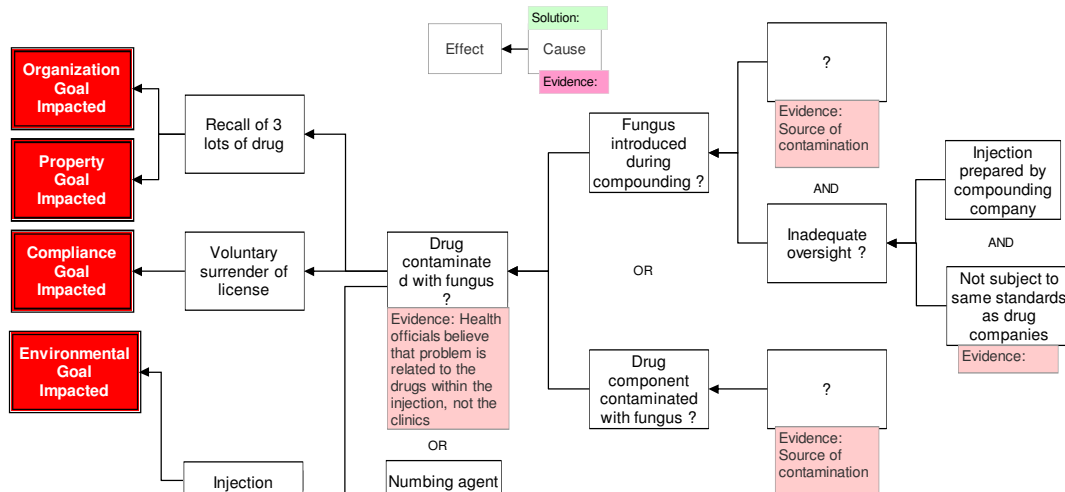 Solution:
Effect
Cause
Evidence:
Organization
Goal
Impacted
Property
Goal
Impacted
Recall of 3
lots of drug
Compliance
Goal
Impacted
Voluntary
surrender of
license
Environmental
Goal
Impacted
Injection
Drug
contaminate
d with fungus
?
Evidence: Health
officials believe
that problem is
related to the
drugs within the
injection, not the
clinics
OR
Numbing agent
Fungus
introduced
during
compounding ?
OR
Drug
component
contaminated
with fungus ?
?
Evidence:
Source of
contamination
AND
Inadequate
oversight ?
?
Evidence:
Source of
contamination
Injection
prepared by
compounding
company
AND
Not subject to
same standards
as drug
companies
Evidence: